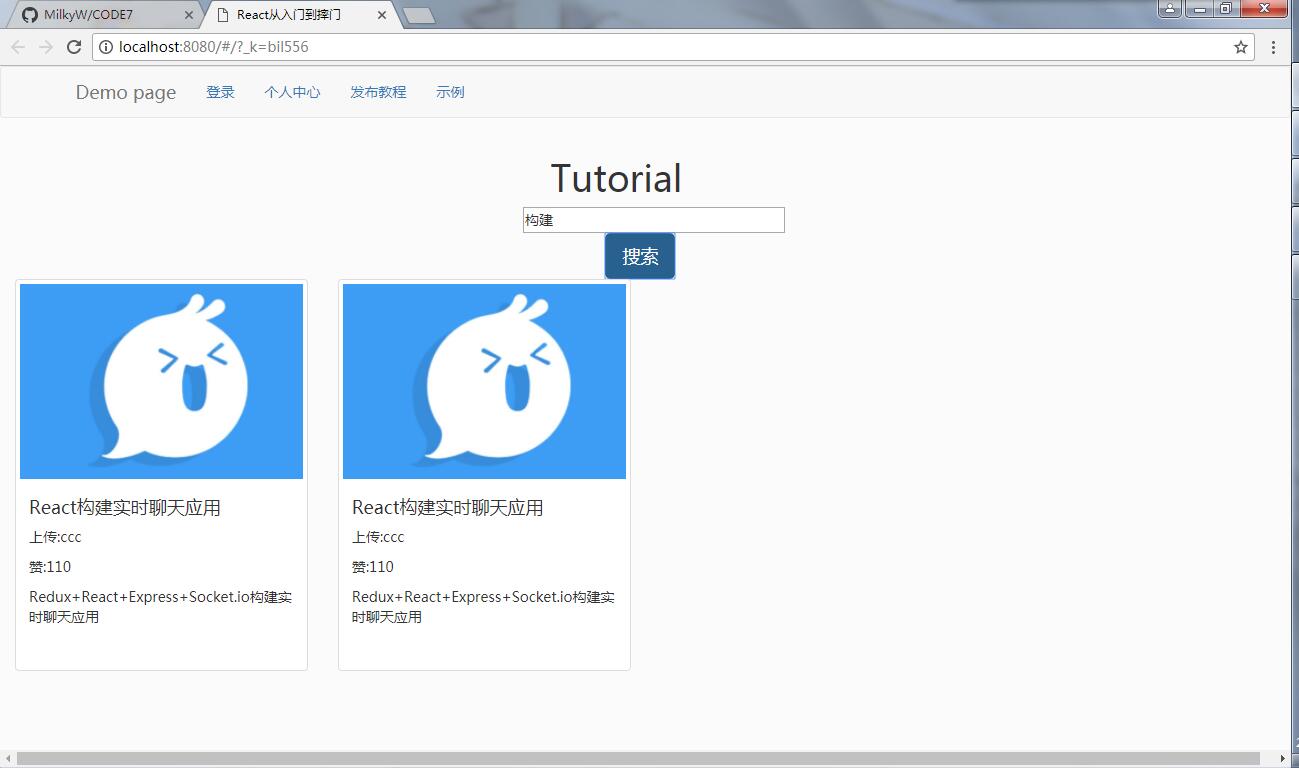 MilkyW/CODE7
React从入门到摔门
localhost:8080/#/?_k=bil556
Demo page 登录 个人中心 发布教程 示例
Tutorial
构建
搜索
React构建实时聊天应用
上传:ccc
赞:110
Redux+React+Express+Socket.io构建实
时聊天应用
React构建实时聊天应用
上传:ccc
赞:110
Redux+React+Express+Socket.io构建实
时聊天应用